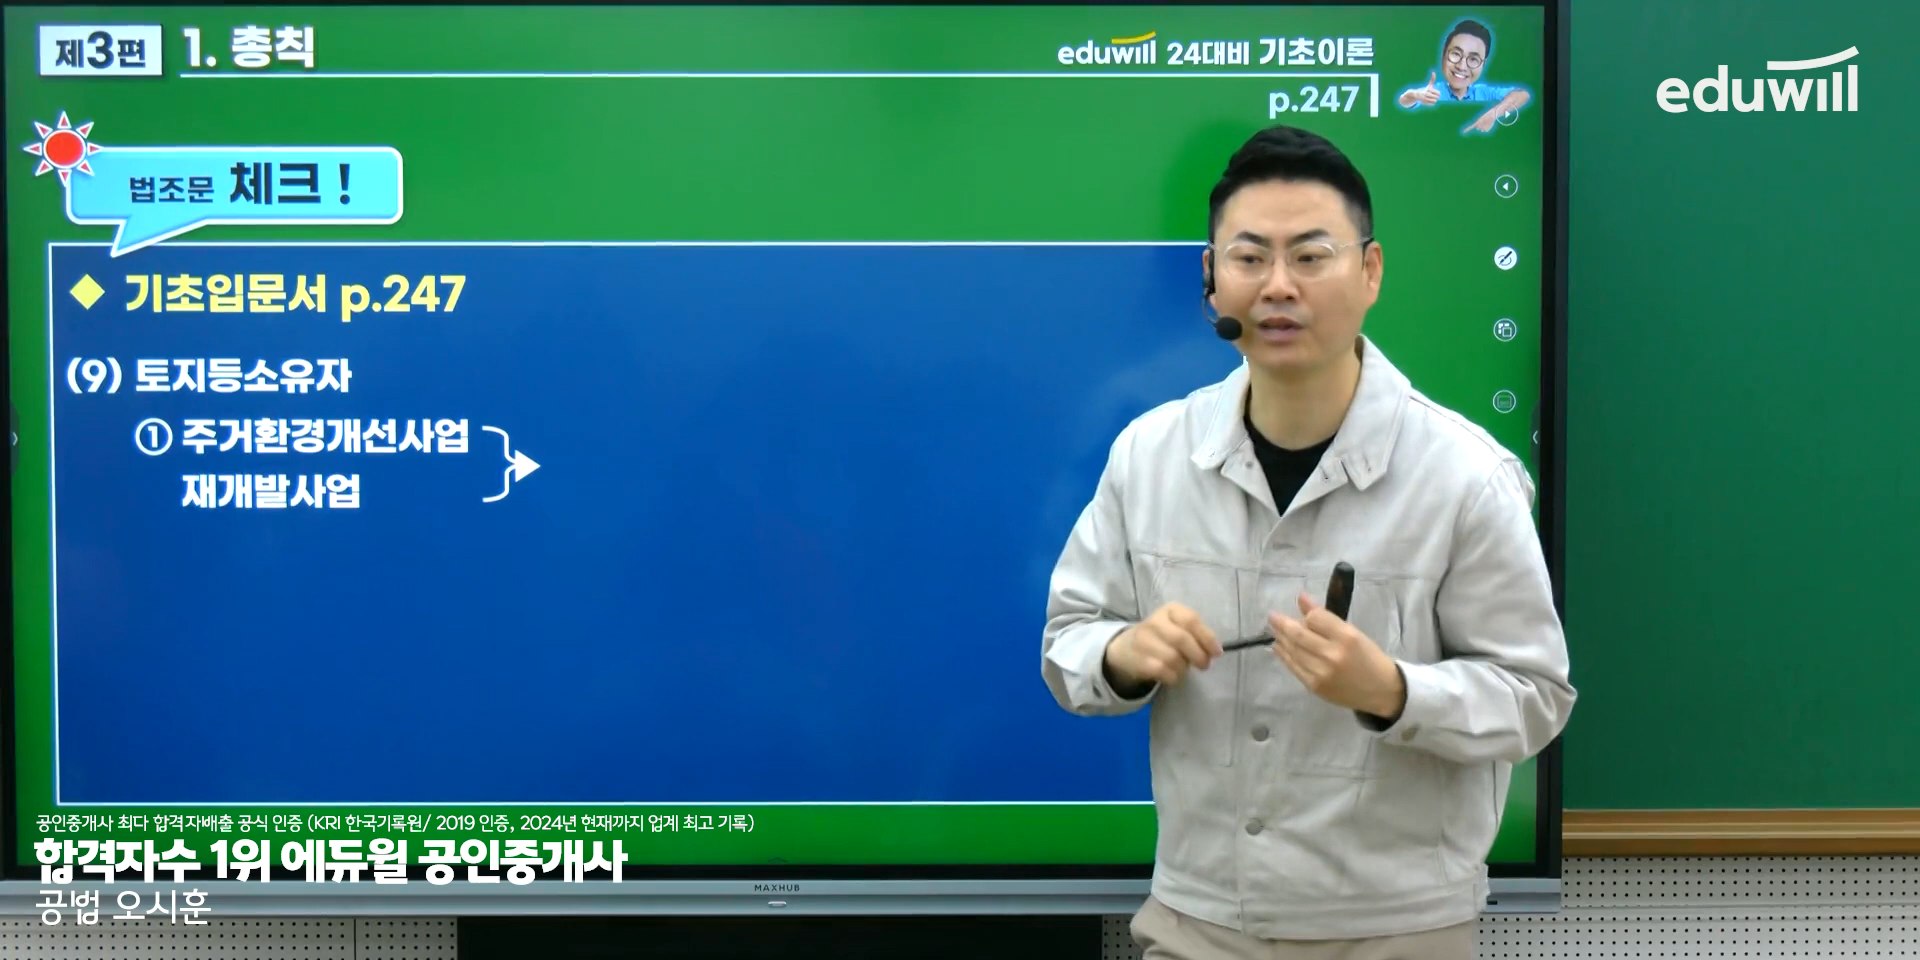 제3편 1. 총칙
eduwill 24대비 기초이론
p.247
eduwill
법조문 체크 !
◆ 기초입문서 p.247
(9) 토지등소유자
① 주거환경개선사업
재개발사업
공인중개사 최다 합격자배출 공식 인증 (KRI 한국기록원/ 2019 인증, 2024년 현재까지 업계 최고 기록)
합격자수 1위 에듀윌 공인중개사
공법 오시훈
MAXHUB